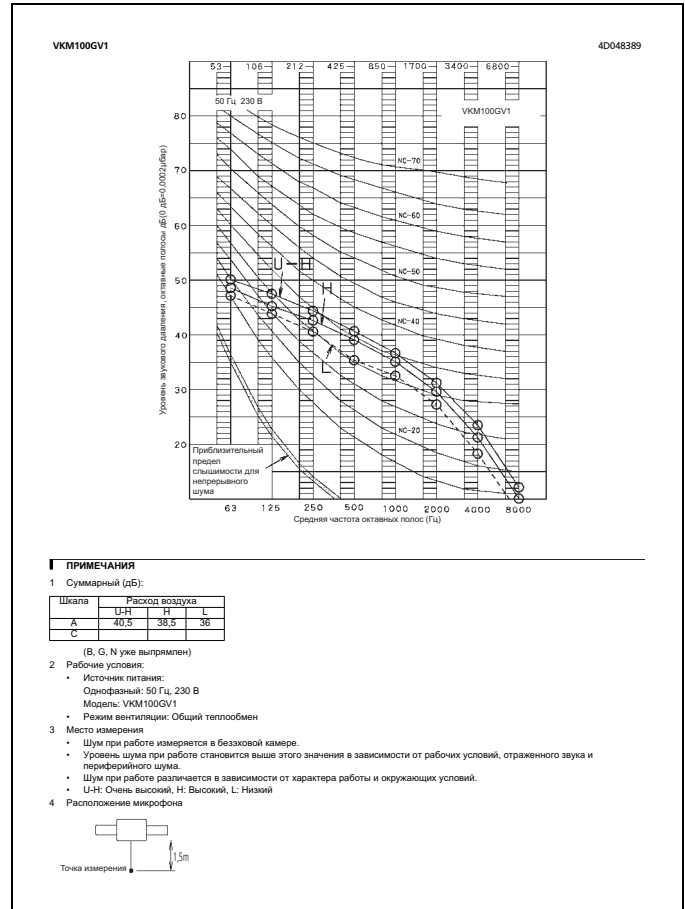 VKM100GV1 4D048389
53 106 212 425 850 1700 3400 6800
50 Гц 230 В
VKM100GV1
80
70
60
50
40
30
20
NC-70
NC-60
NC-50
NC-40
NC-20
U-H
H
L
Уровень звукового давления, октавные полосы дБ(0 дБ=0,0002µбар)
Приблизительный
предел
слышимости для
непрерывного
шума
63 125 250 500 1000 2000 4000 8000
Средняя частота октавных полос (Гц)
ПРИМЕЧАНИЯ
1 Суммарный (дБ):
Шкала Расход воздуха
U-H H L
A 40,5 38,5 36
C
(B, G, N уже выпрямлен)
2 Рабочие условия:
• Источник питания:
Однофазный: 50 Гц, 230 В
Модель: VKM100GV1
• Режим вентиляции: Общий теплообмен
3 Место измерения
• Шум при работе измеряется в безэховой камере.
• Уровень шума при работе становится выше этого значения в зависимости от рабочих условий, отраженного звука и
периферийного шума.
• Шум при работе различается в зависимости от характера работы и окружающих условий.
• U-H: Очень высокий, H: Высокий, L: Низкий
4 Расположение микрофона
1,5m
Точка измерения